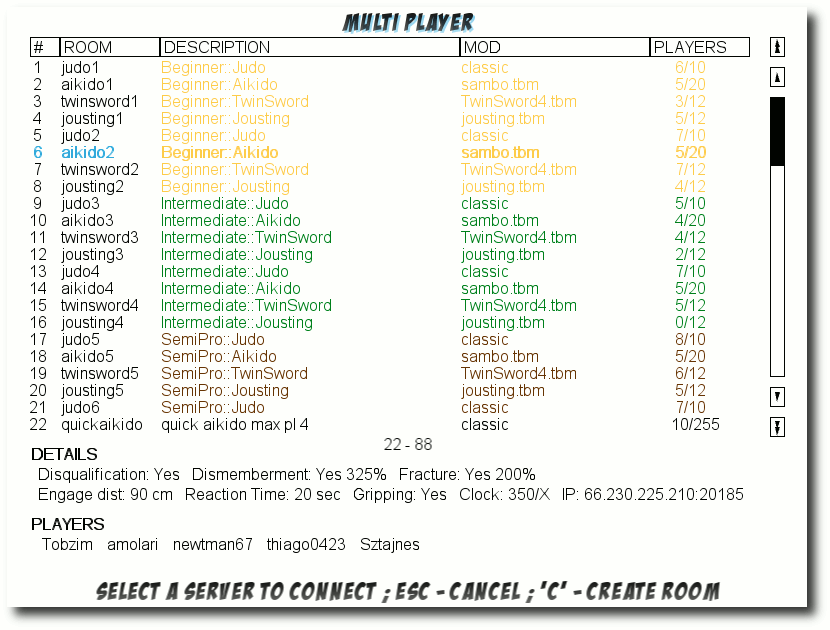 MULTI PLAYER
# ROOM DESCRIPTION MOD PLAYERS
1 judo1 Beginner::Judo classic 6/10
2 aikido1 Beginner::Aikido sambo.tbm 5/20
3 twinsword1 Beginner::TwinSword TwinSword4.tbm 3/12
4 jousting1 Beginner::Jousting jousting.tbm 5/12
5 judo2 Beginner::Judo classic 7/10
6 aikido2 Beginner::Aikido sambo.tbm 5/20
7 twinsword2 Beginner::TwinSword TwinSword4.tbm 7/12
8 jousting2 Beginner::Jousting jousting.tbm 4/12
9 judo3 Intermediate::Judo classic 5/10
10 aikido3 Intermediate::Aikido sambo.tbm 4/20
11 twinsword3 Intermediate::TwinSword TwinSword4.tbm 4/12
12 jousting3 Intermediate::Jousting jousting.tbm 2/12
13 judo4 Intermediate::Judo classic 7/10
14 aikido4 Intermediate::Aikido sambo.tbm 5/20
15 twinsword4 Intermediate::TwinSword TwinSword4.tbm 5/12
16 jousting4 Intermediate::Jousting jousting.tbm 0/12
17 judo5 SemiPro::Judo classic 8/10
18 aikido5 SemiPro::Aikido sambo.tbm 5/20
19 twinsword5 SemiPro::TwinSword TwinSword4.tbm 6/12
20 jousting5 SemiPro::Jousting jousting.tbm 5/12
21 judo6 SemiPro::Judo classic 7/10
22 quickaikido quick aikido max pl 4 classic 10/255
22 - 88
DETAILS
Disqualification: Yes Dismemberment: Yes 325% Fracture: Yes 200%
Engage dist: 90 cm Reaction Time: 20 sec Gripping: Yes Clock: 350/X IP: 66.230.225.210:20185
PLAYERS
Tobzim amolari newtman67 thiago0423 Sztajnes
SELECT A SERVER TO CONNECT ; ESC - CANCEL ; 'C' - CREATE ROOM